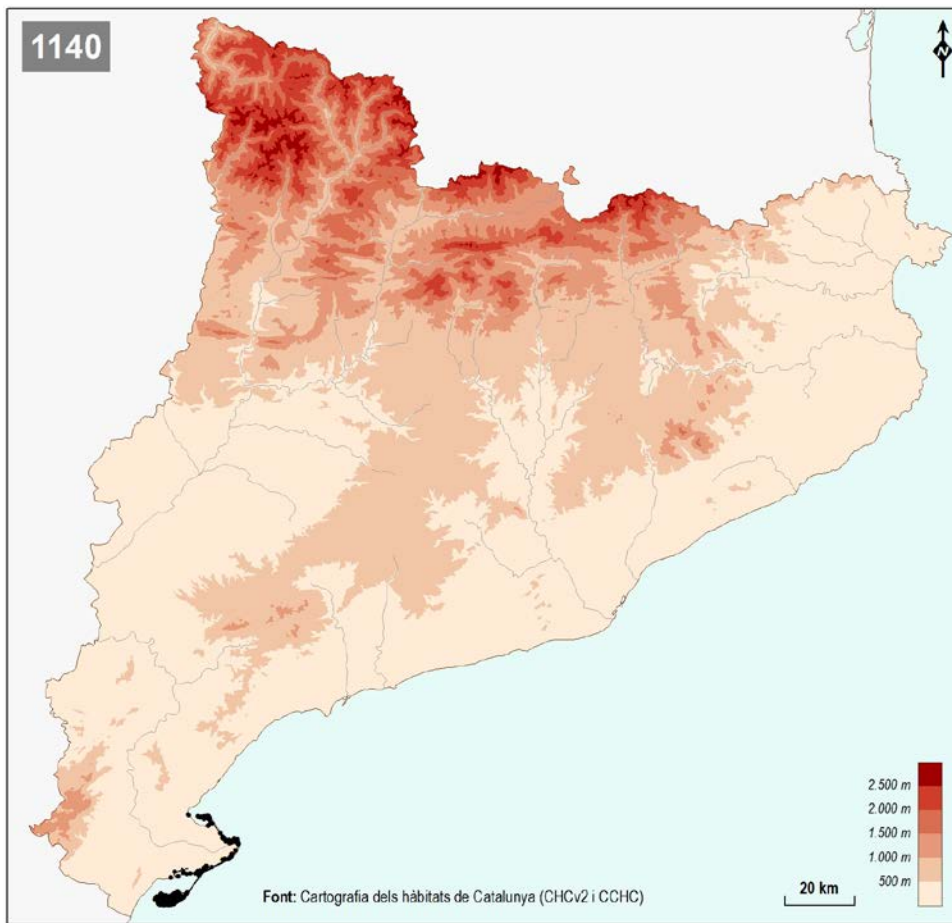 1140
N
2.500 m
2.000 m
1.500 m
1.000 m
500 m
20 km
Font: Cartografia dels hàbitats de Catalunya (CHCv2 i CCHC)